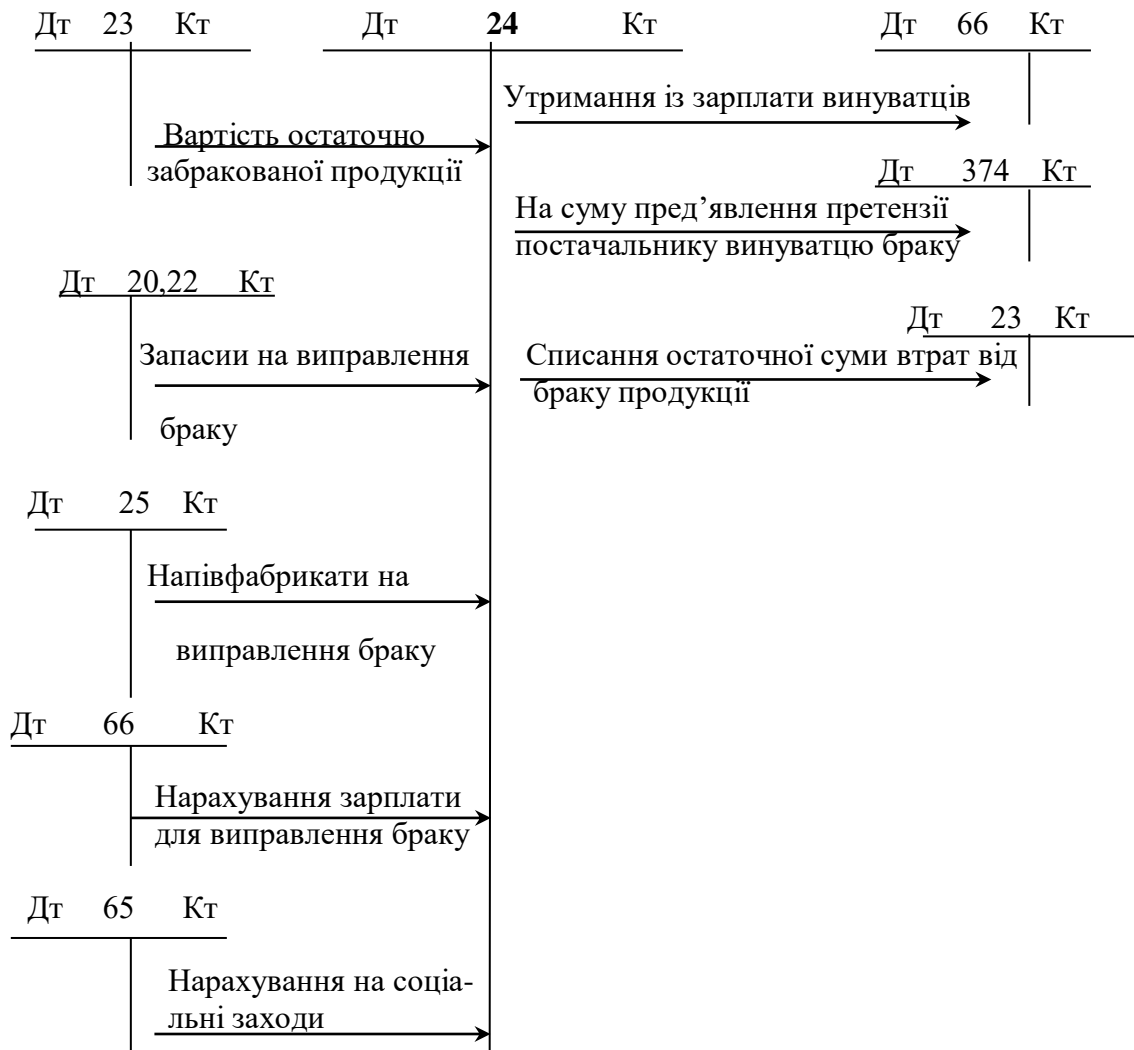 Дт 23 Кт Дт 24 Кт Дт 66 Кт
Утримання із зарплати винуватців
Вартість остаточно
забракованої продукції
Дт 374 Кт
На суму пред’явлення претензії
постачальнику винуватцю браку
Дт 20,22 Кт
Дт 23 Кт
Запасии на виправлення
браку
Списання остаточної суми втрат від
браку продукції
Дт 25 Кт
Напівфабрикати на
виправлення браку
Дт 66 Кт
Нарахування зарплати
для виправлення браку
Дт 65 Кт
Нарахування на соціа-
льні заходи